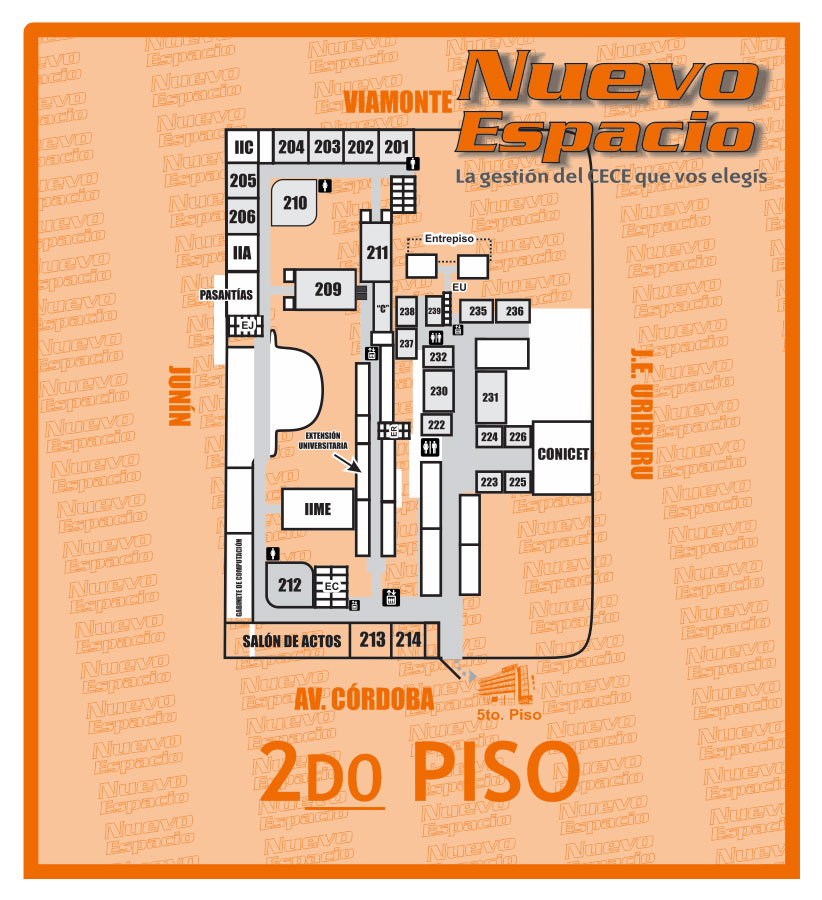 Nuevo
Espacio
La gestión del CECE que vos elegís
VIAMONTE
IIC
204
203
202
201
205
210
206
211
Entrepiso
IIA
209
EU
PASANTÍAS
"C"
238
239
235
236
EJ
237
232
JUNÍN
J.E. URIBURU
230
231
222
ER
224
226
EXTENSIÓN
UNIVERSITARIA
CONICET
223
225
IIME
GABINETE DE COMPUTACIÓN
212
EC
SALÓN DE ACTOS
213
214
AV. CÓRDOBA
5to. Piso
2DO PISO